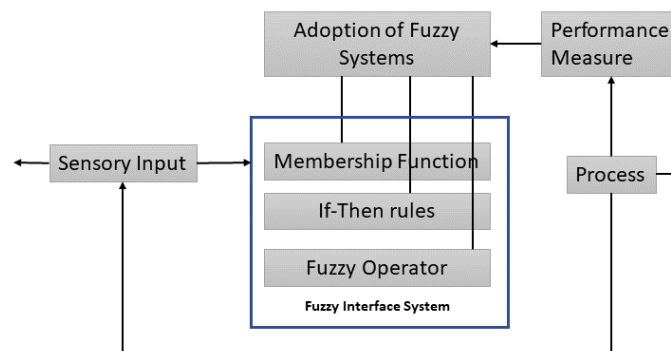 Adoption of Fuzzy
Systems
Performance
Measure
Sensory Input
Membership Function
Process
If-Then rules
Fuzzy Operator
Fuzzy Interface System